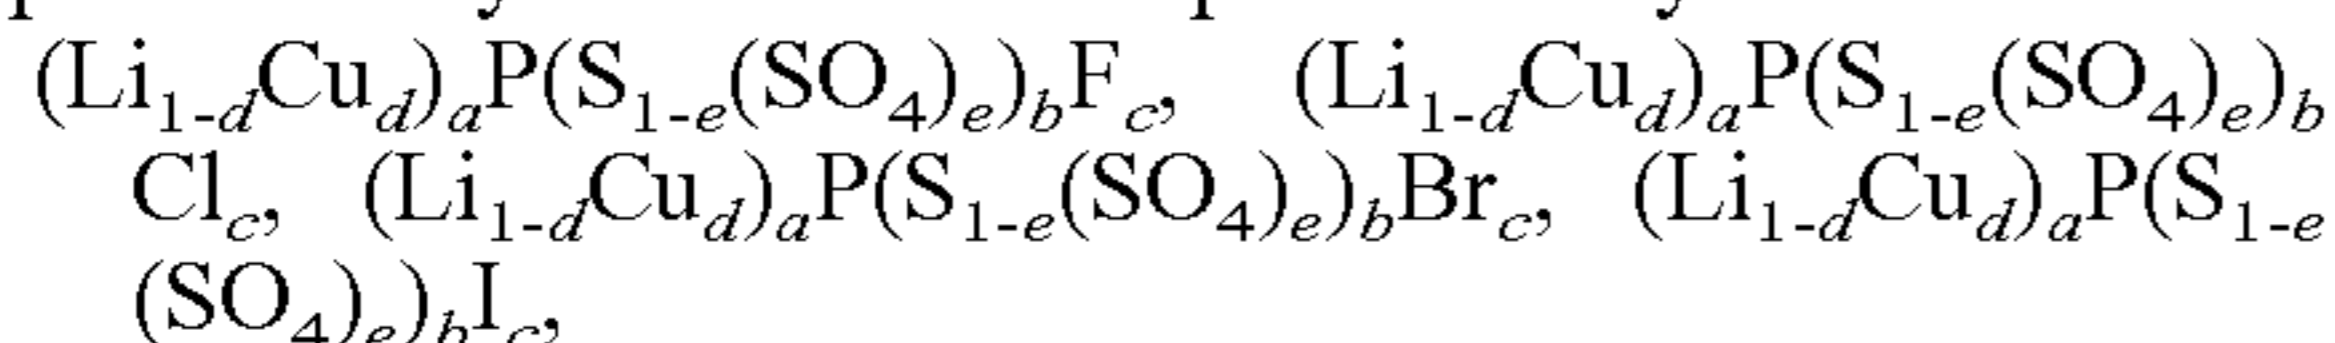 (Li₁₋dCud)aP(S₁₋e(SO₄)e)bFc, (Li₁₋dCud)aP(S₁₋e(SO₄)e)b
Clc, (Li₁₋dCud)aP(S₁₋e(SO₄)e)bBrc, (Li₁₋dCud)aP(S₁₋e
(SO₄)e)bIc,